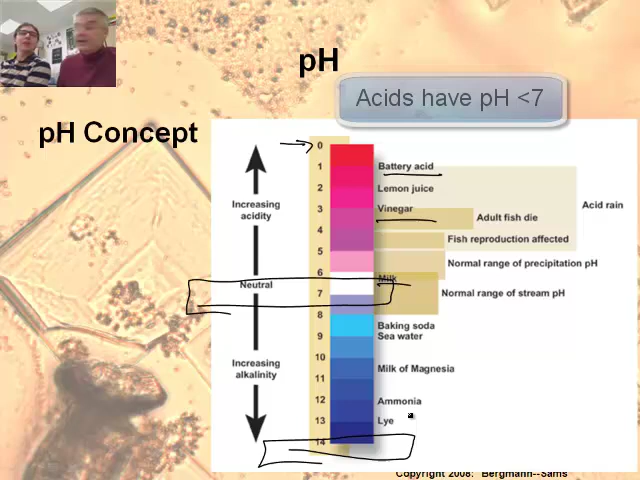 pH
Acids have pH <7
pH Concept
0
1
2
3
4
5
6
7
8
9
10
11
12
13
14
Increasing
acidity
Neutral
Increasing
alkalinity
Battery acid
Lemon juice
Vinegar
Milk
Baking soda
Sea water
Milk of Magnesia
Ammonia
Lye
Adult fish die
Fish reproduction affected
Normal range of precipitation pH
Normal range of stream pH
Acid rain
Copyright 2008: Bergmann--Sams